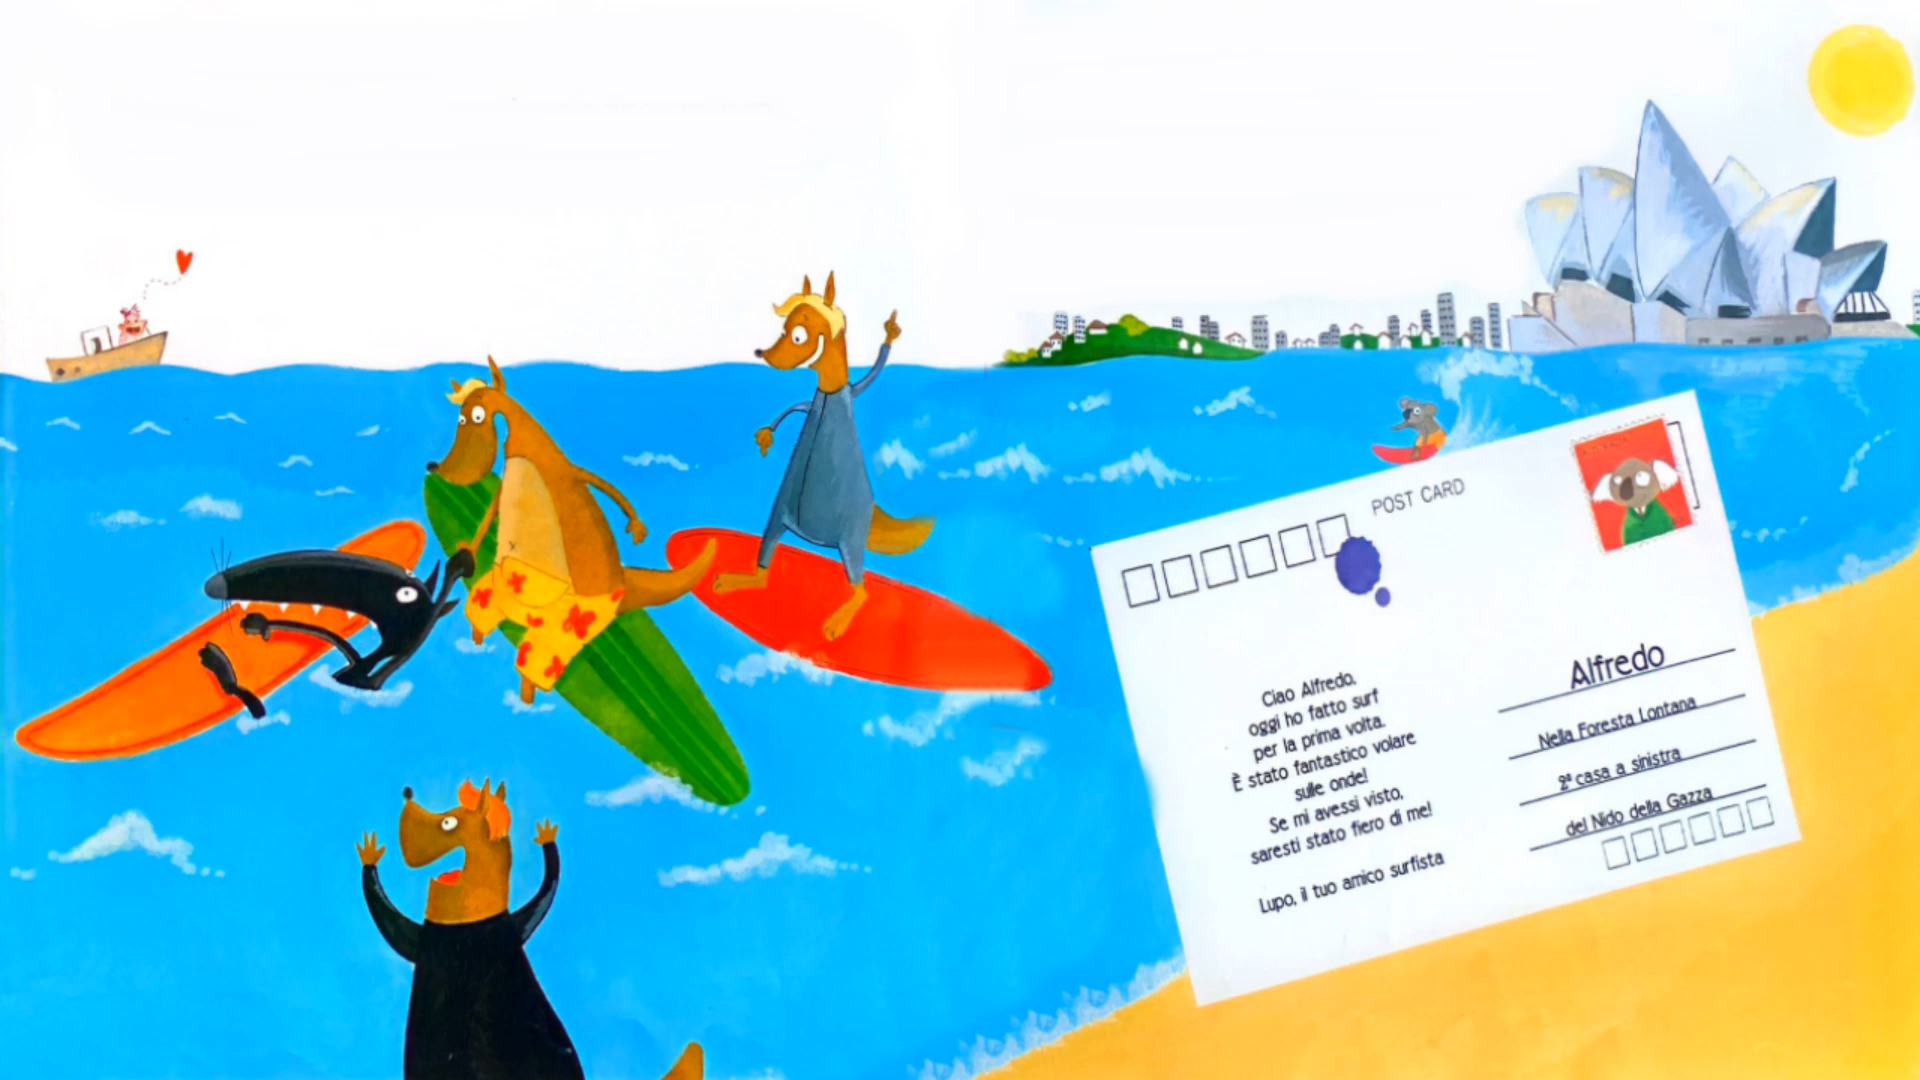 POST CARD
Ciao Alfredo,
oggi ho fatto surf
per la prima volta.
È stato fantastico volare
sulle onde!
Se mi avessi visto,
saresti stato fiero di me!
Lupo, il tuo amico surfista
Alfredo
Nella Foresta Lontana
2ª casa a sinistra
del Nido della Gazza